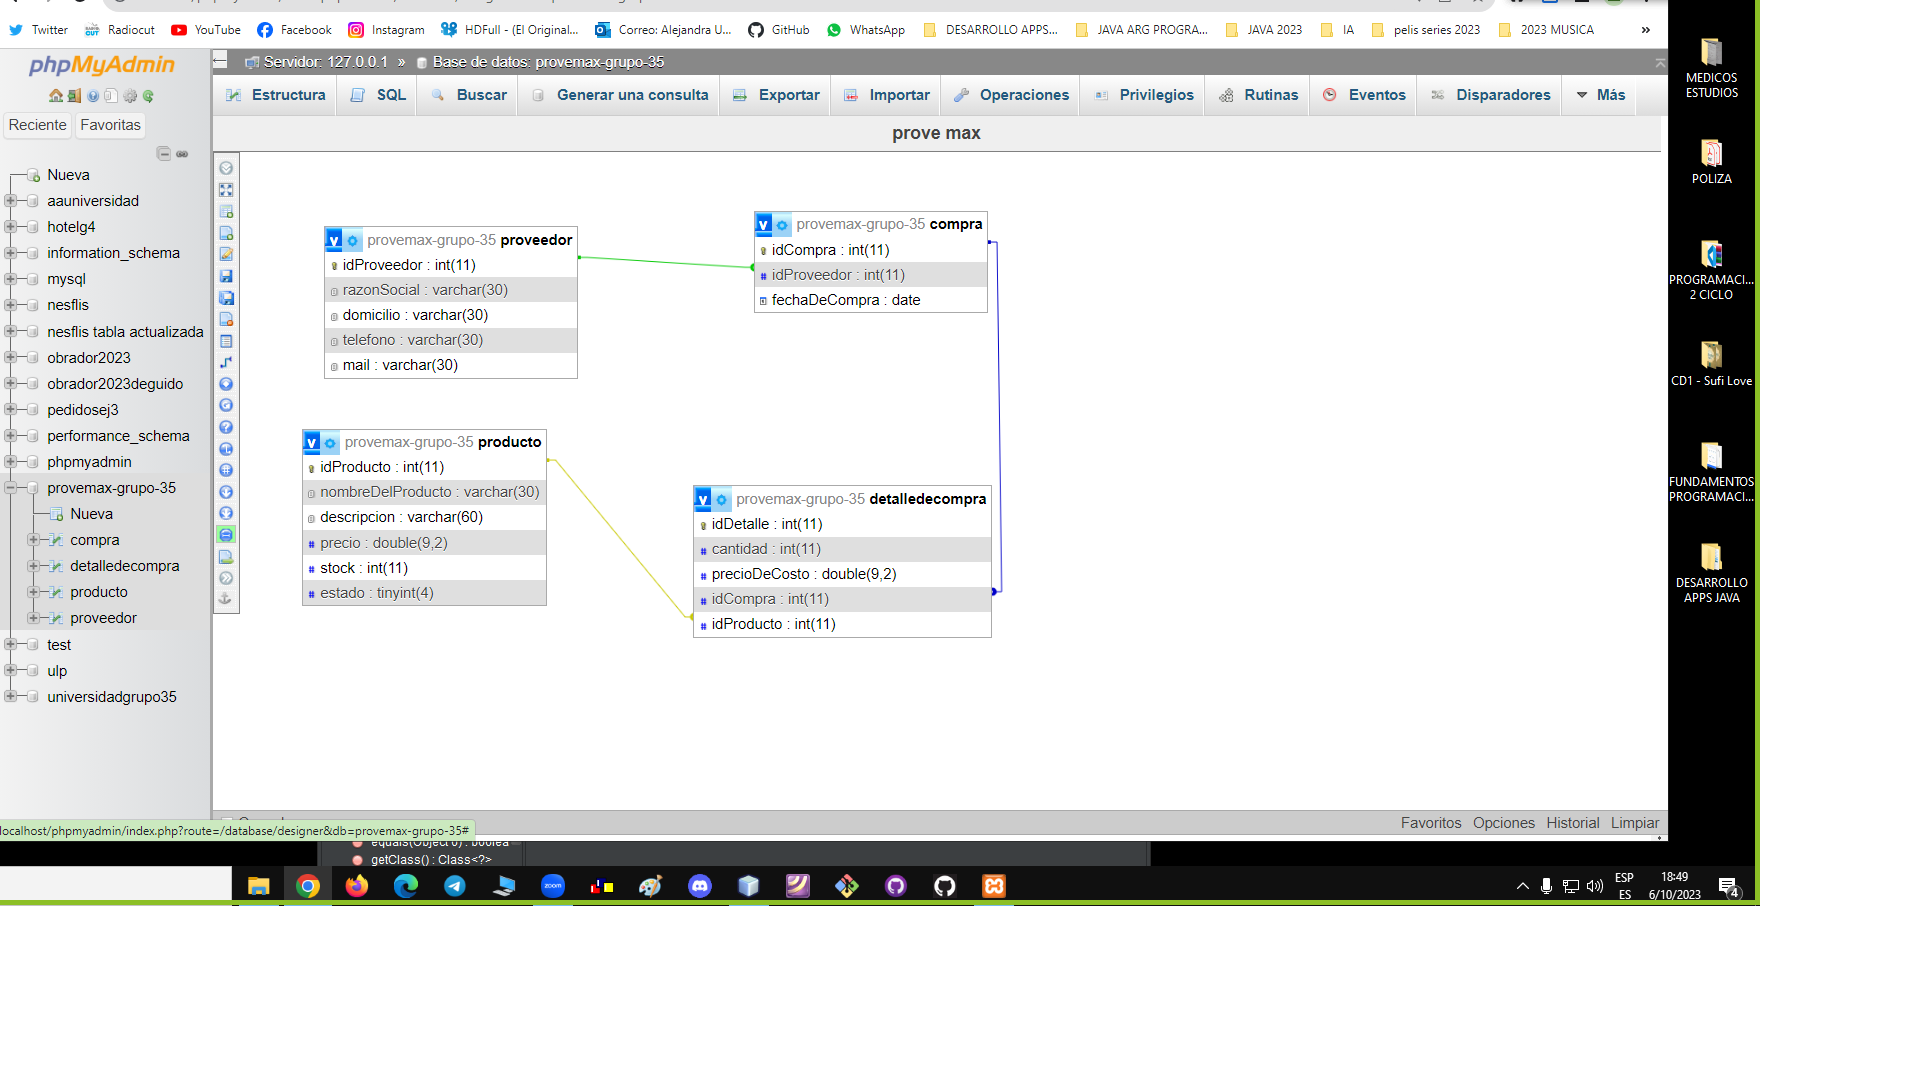 Twitter
Radiocut
YouTube
Facebook
Instagram
HDFull - (El Original...
Correo: Alejandra U...
GitHub
WhatsApp
DESARROLLO APPS...
JAVA ARG PROGRA...
JAVA 2023
IA
pelis series 2023
2023 MUSICA
»
phpMyAdmin
Reciente
Favoritas
Nueva
aauniversidad
hotelg4
information_schema
mysql
nesflis
nesflis tabla actualizada
obrador2023
obrador2023deguido
pedidosej3
performance_schema
phpmyadmin
provemax-grupo-35
Nueva
compra
detalledecompra
producto
proveedor
test
ulp
universidadgrupo35
Servidor: 127.0.0.1 » Base de datos: provemax-grupo-35
Estructura
SQL
Buscar
Generar una consulta
Exportar
Importar
Operaciones
Privilegios
Rutinas
Eventos
Disparadores
Más
prove max
v provemax-grupo-35 proveedor
idProveedor : int(11)
razonSocial : varchar(30)
domicilio : varchar(30)
telefono : varchar(30)
mail : varchar(30)
v provemax-grupo-35 compra
idCompra : int(11)
# idProveedor : int(11)
fechaDeCompra : date
v provemax-grupo-35 producto
idProducto : int(11)
nombreDelProducto : varchar(30)
descripcion : varchar(60)
# precio : double(9,2)
# stock : int(11)
# estado : tinyint(4)
v provemax-grupo-35 detalledecompra
idDetalle : int(11)
# cantidad : int(11)
# precioDeCosto : double(9,2)
# idCompra : int(11)
# idProducto : int(11)
Favoritos
Opciones
Historial
Limpiar
localhost/phpmyadmin/index.php?route=/database/designer&db=provemax-grupo-35#
equals(Object o) : boolea
getClass() : Class<?>
MEDICOS
ESTUDIOS
POLIZA
PROGRAMACI...
2 CICLO
CD1 - Sufi Love
FUNDAMENTOS
PROGRAMACI...
DESARROLLO
APPS JAVA
zoom
ESP
ES
18:49
6/10/2023
4